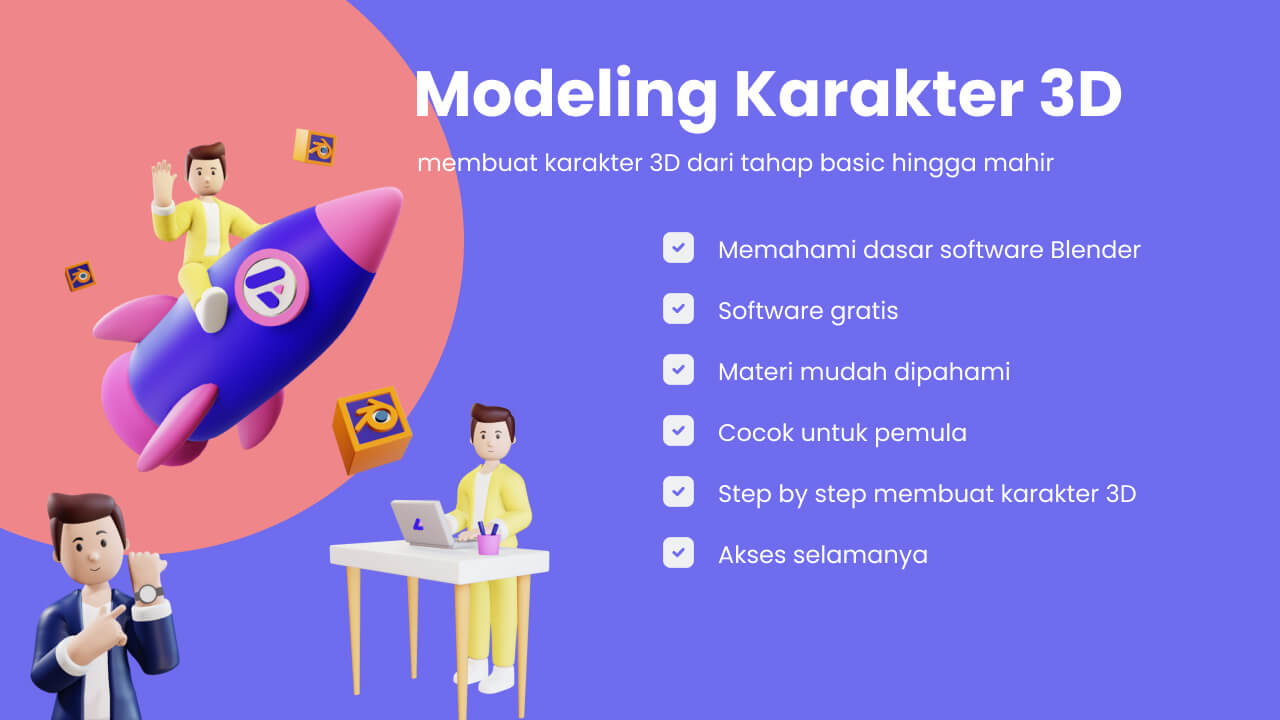 Modeling Karakter 3D
membuat karakter 3D dari tahap basic hingga mahir
Memahami dasar software Blender
Software gratis
Materi mudah dipahami
Cocok untuk pemula
Step by step membuat karakter 3D
Akses selamanya